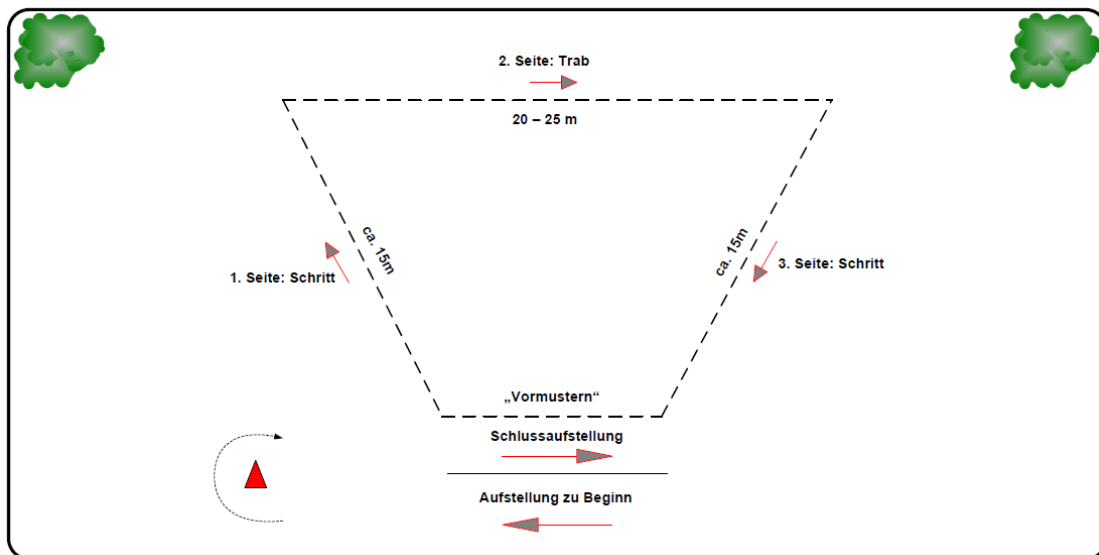 2. Seite: Trab
20 – 25 m
ca. 15m
ca. 15m
1. Seite: Schritt
3. Seite: Schritt
„Vormustern“
Schlussaufstellung
Aufstellung zu Beginn